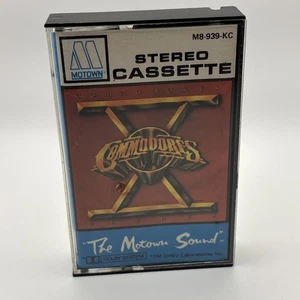 M8-939-KC
M
MOTOWN
STEREO
CASSETTE
COMMODORES
"The Motown Sound"